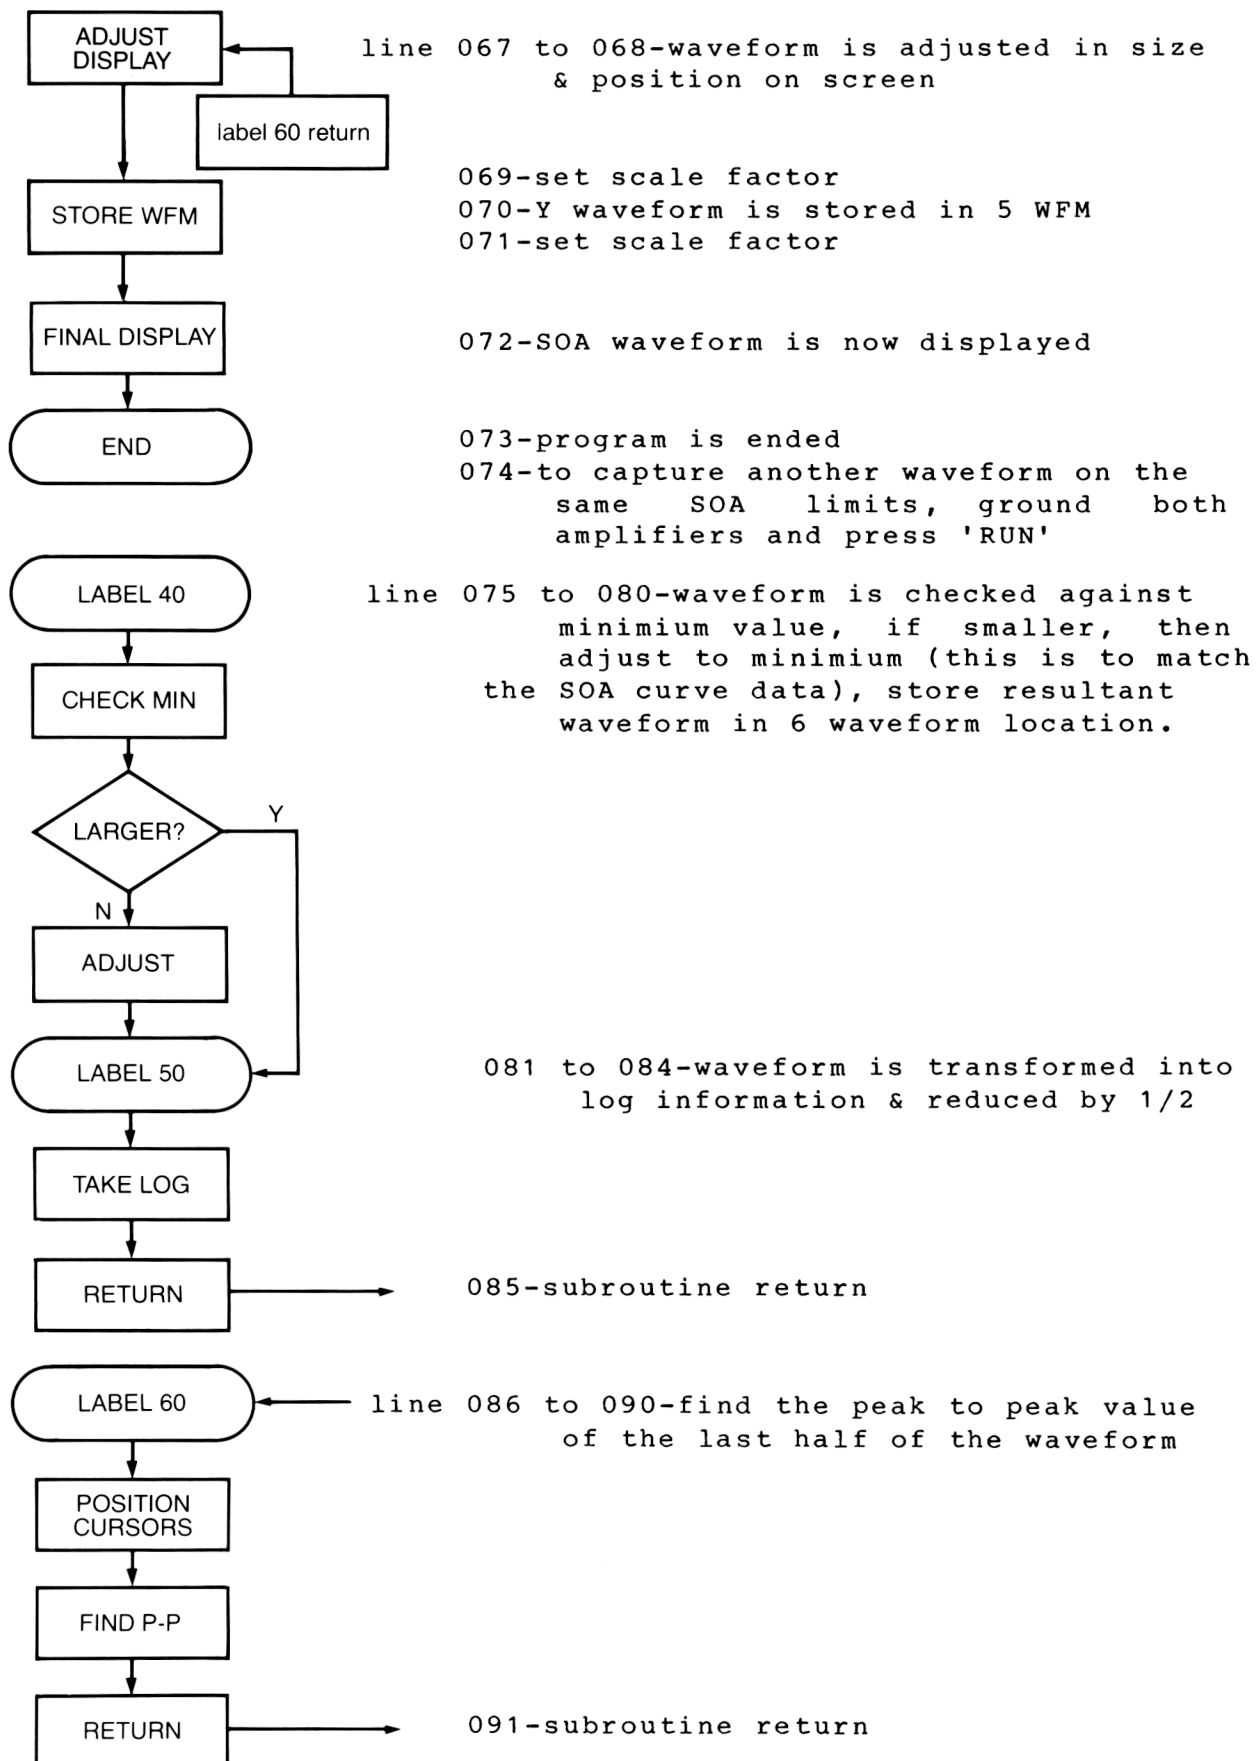 ADJUST
DISPLAY
line 067 to 068-waveform is adjusted in size
& position on screen
label 60 return
STORE WFM
069-set scale factor
070-Y waveform is stored in 5 WFM
071-set scale factor
FINAL DISPLAY
072-SOA waveform is now displayed
END
073-program is ended
074-to capture another waveform on the
same SOA limits, ground both
amplifiers and press 'RUN'
LABEL 40
line 075 to 080-waveform is checked against
minimium value, if smaller, then
adjust to minimium (this is to match
the SOA curve data), store resultant
waveform in 6 waveform location.
CHECK MIN
LARGER?
Y
N
ADJUST
LABEL 50
081 to 084-waveform is transformed into
log information & reduced by 1/2
TAKE LOG
RETURN
085-subroutine return
LABEL 60
line 086 to 090-find the peak to peak value
of the last half of the waveform
POSITION
CURSORS
FIND P-P
RETURN
091-subroutine return